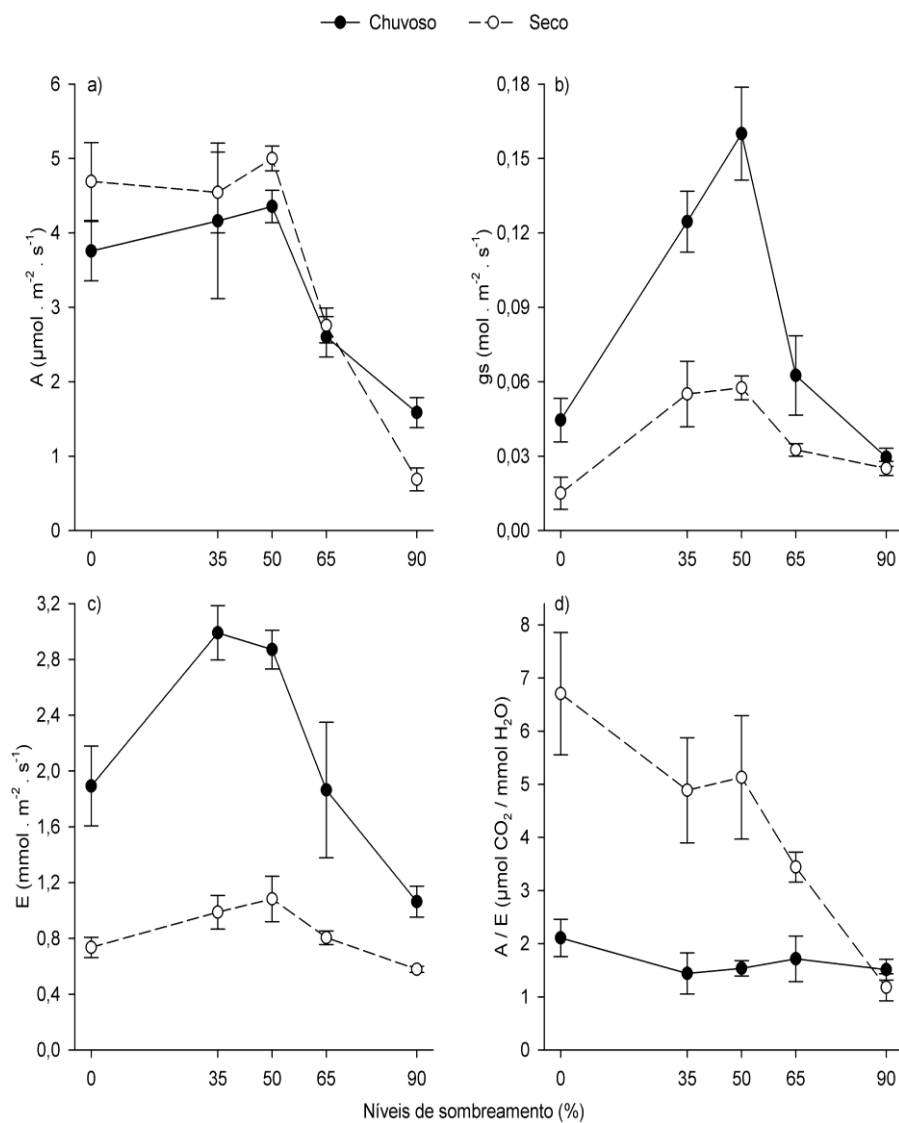 Chuvoso Seco
a)
6
5
4
3
2
1
0
A (µmol . m⁻² . s⁻¹)
0 35 50 65 90
b)
0,18
0,15
0,12
0,09
0,06
0,03
0,00
gs (mol . m⁻² . s⁻¹)
0 35 50 65 90
c)
3,2
2,8
2,4
2,0
1,6
1,2
0,8
0,4
0,0
E (mmol . m⁻² . s⁻¹)
0 35 50 65 90
d)
8
7
6
5
4
3
2
1
0
A / E (µmol CO₂ / mmol H₂O)
0 35 50 65 90
Níveis de sombreamento (%)